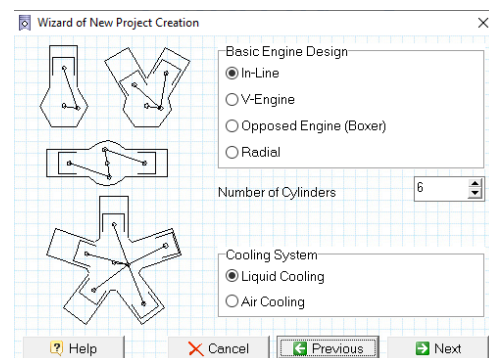 Wizard of New Project Creation
Basic Engine Design
In-Line
V-Engine
Opposed Engine (Boxer)
Radial
Number of Cylinders 6
Cooling System
Liquid Cooling
Air Cooling
Help Cancel Previous Next